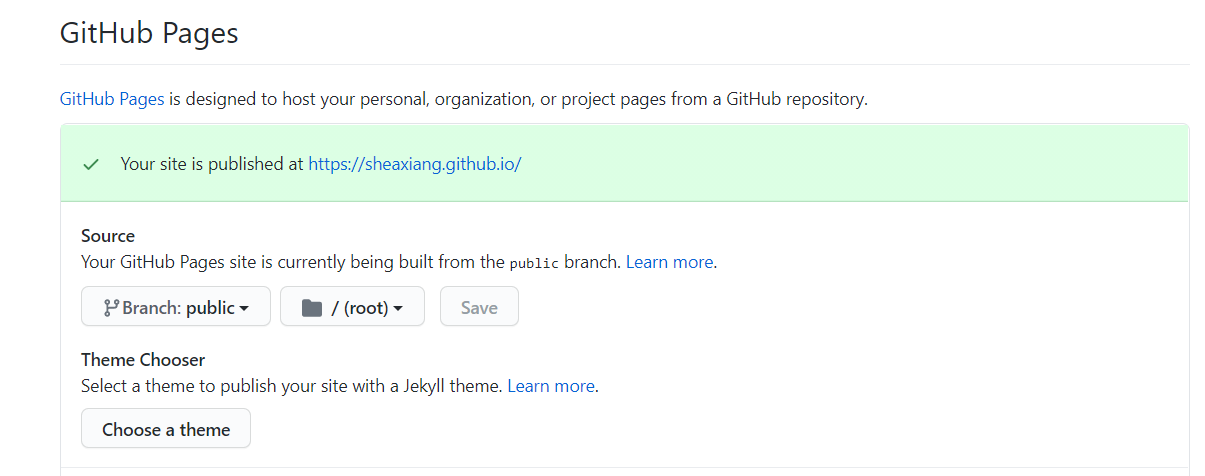 GitHub Pages
GitHub Pages is designed to host your personal, organization, or project pages from a GitHub repository.
Your site is published at https://sheaxiang.github.io/
Source
Your GitHub Pages site is currently being built from the public branch. Learn more.
Branch: public / (root) Save
Theme Chooser
Select a theme to publish your site with a Jekyll theme. Learn more.
Choose a theme